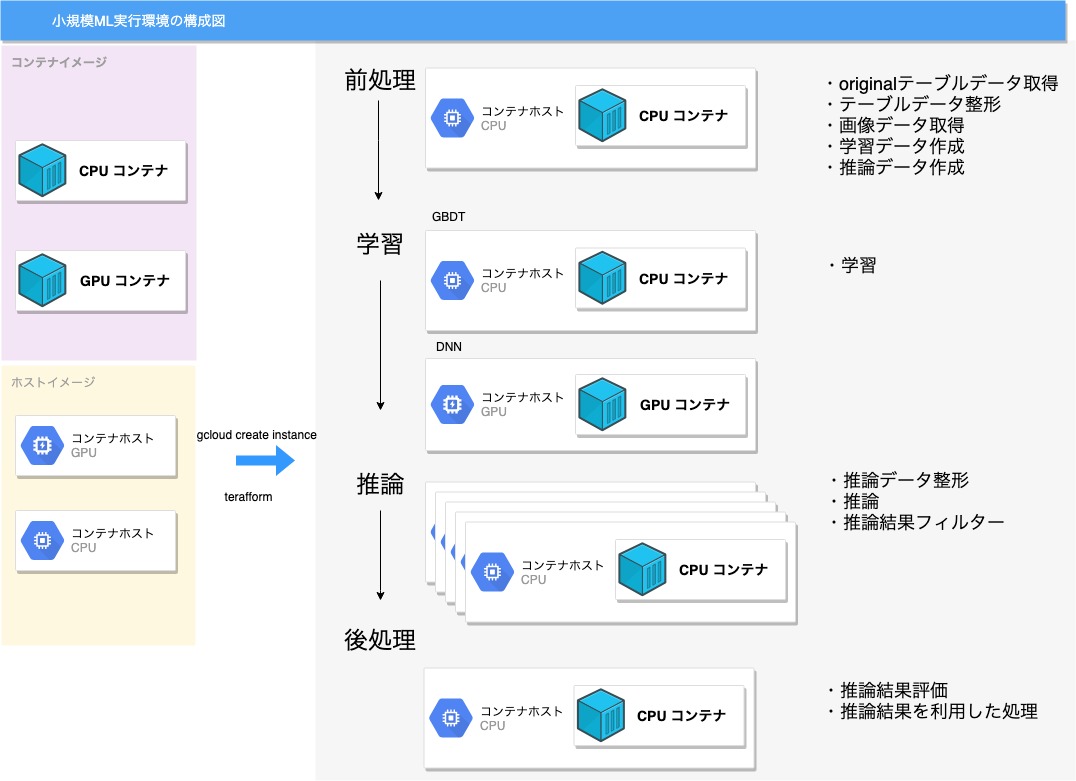 小規模ML実行環境の構成図
コンテナイメージ
CPU コンテナ
GPU コンテナ
ホストイメージ
コンテナホスト
GPU
コンテナホスト
CPU
gcloud create instance
terafform
前処理
コンテナホスト
CPU
CPU コンテナ
・originalテーブルデータ取得
・テーブルデータ整形
・画像データ取得
・学習データ作成
・推論データ作成
学習
GBDT
コンテナホスト
CPU
CPU コンテナ
・学習
DNN
コンテナホスト
GPU
GPU コンテナ
推論
コンテナホスト
CPU
CPU コンテナ
・推論データ整形
・推論
・推論結果フィルター
後処理
コンテナホスト
CPU
CPU コンテナ
・推論結果評価
・推論結果を利用した処理